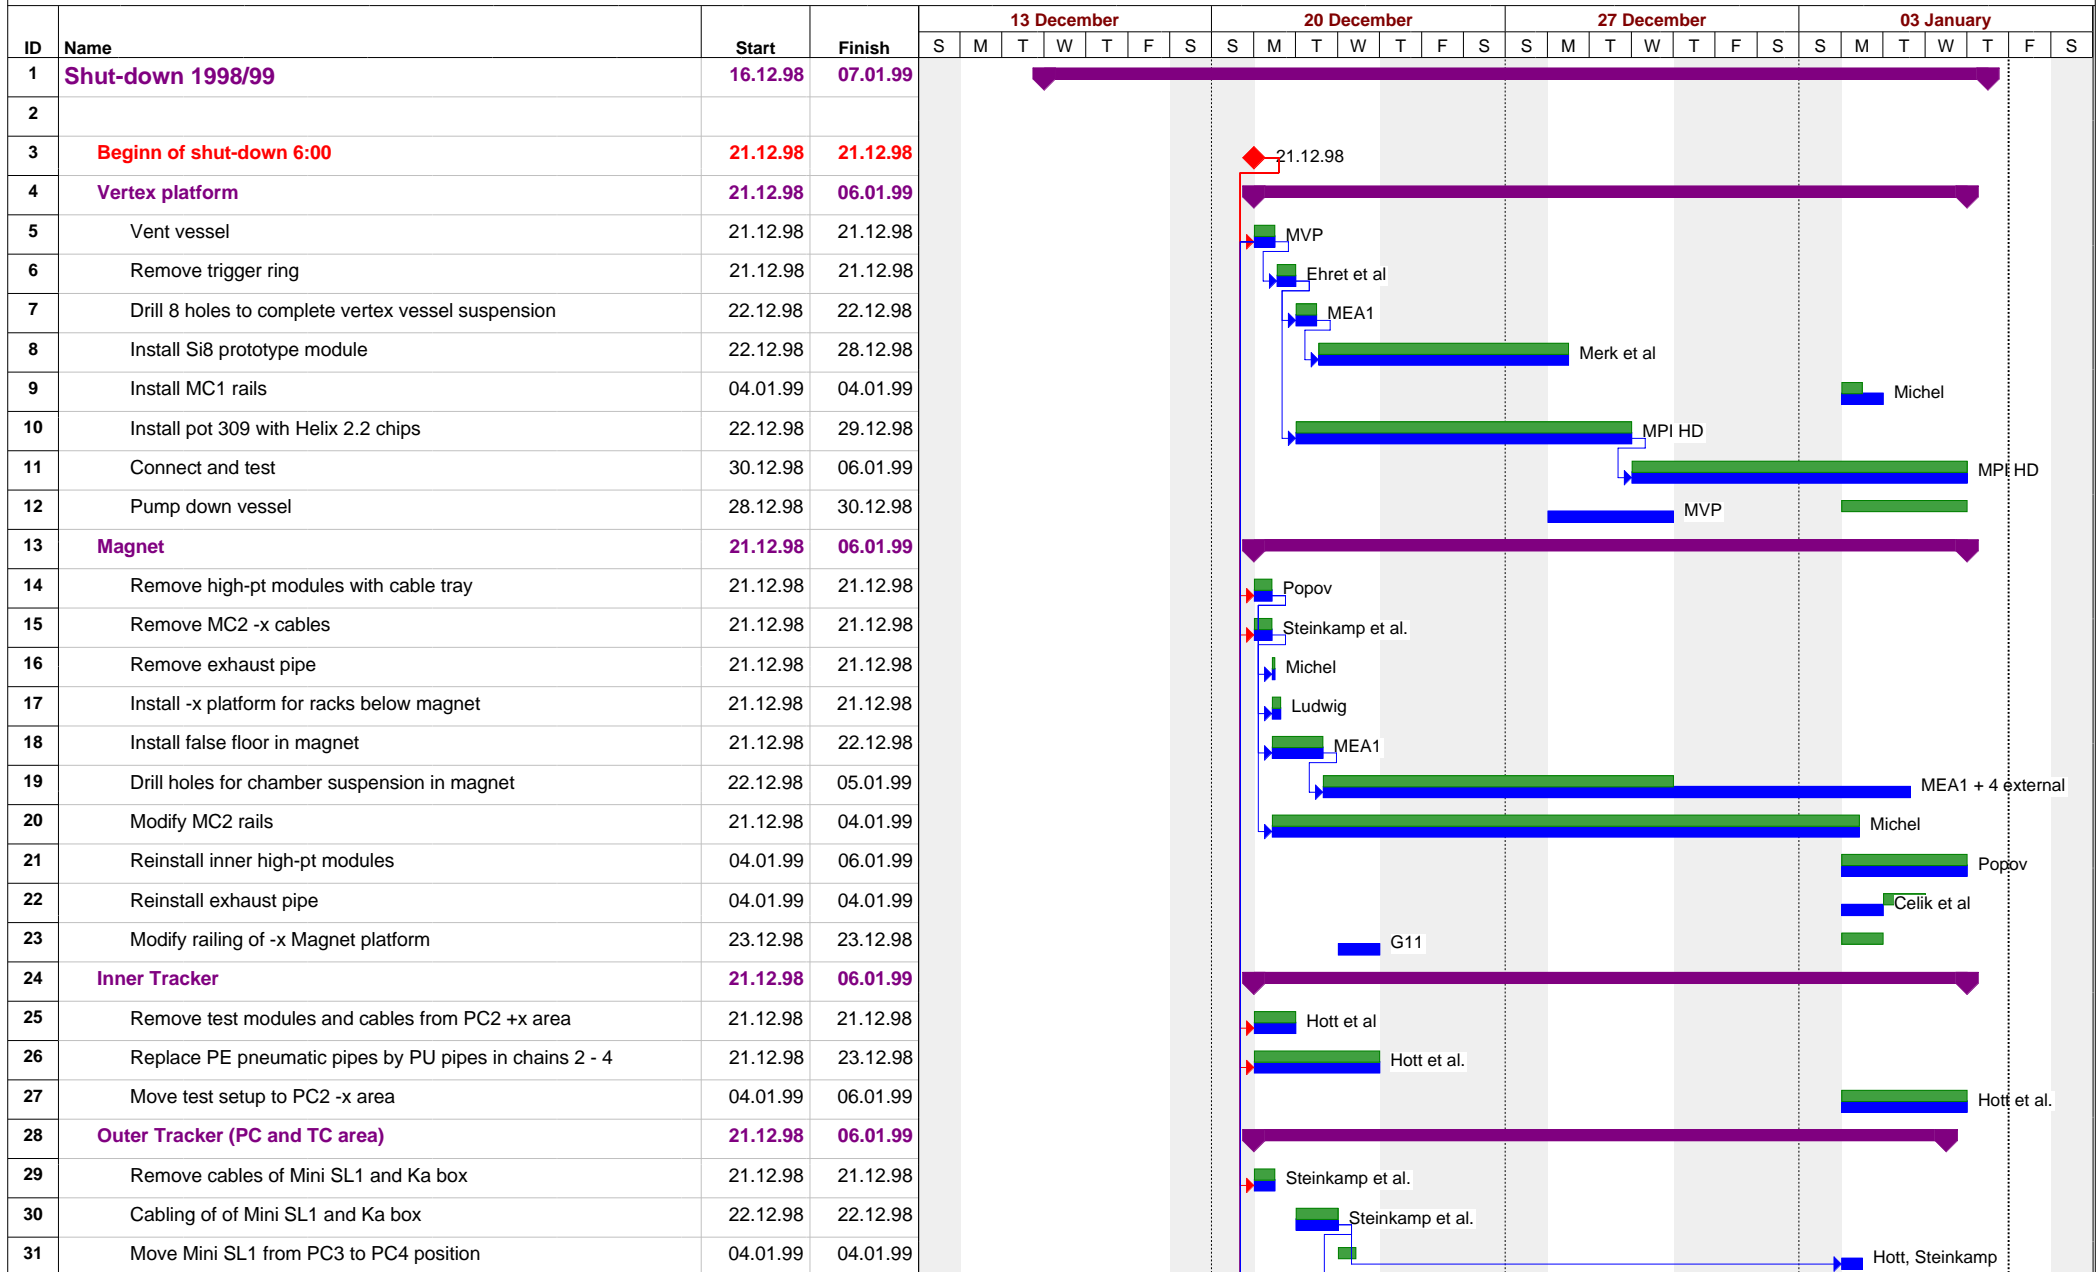 13 December 20 December 27 December 03 January
ID Name Start Finish S M T W T F S S M T W T F S S M T W T F S S M T W T F S
1 Shut-down 1998/99 16.12.98 07.01.99
2
3 Beginn of shut-down 6:00 21.12.98 21.12.98 21.12.98
4 Vertex platform 21.12.98 06.01.99
5 Vent vessel 21.12.98 21.12.98 MVP
6 Remove trigger ring 21.12.98 21.12.98 Ehret et al
7 Drill 8 holes to complete vertex vessel suspension 22.12.98 22.12.98 MEA1
8 Install Si8 prototype module 22.12.98 28.12.98 Merk et al
9 Install MC1 rails 04.01.99 04.01.99 Michel
10 Install pot 309 with Helix 2.2 chips 22.12.98 29.12.98 MPI HD
11 Connect and test 30.12.98 06.01.99 MPI HD
12 Pump down vessel 28.12.98 30.12.98 MVP
13 Magnet 21.12.98 06.01.99
14 Remove high-pt modules with cable tray 21.12.98 21.12.98 Popov
15 Remove MC2 -x cables 21.12.98 21.12.98 Steinkamp et al.
16 Remove exhaust pipe 21.12.98 21.12.98 Michel
17 Install -x platform for racks below magnet 21.12.98 21.12.98 Ludwig
18 Install false floor in magnet 21.12.98 22.12.98 MEA1
19 Drill holes for chamber suspension in magnet 22.12.98 05.01.99 MEA1 + 4 external
20 Modify MC2 rails 21.12.98 04.01.99 Michel
21 Reinstall inner high-pt modules 04.01.99 06.01.99 Popov
22 Reinstall exhaust pipe 04.01.99 04.01.99 Celik et al
23 Modify railing of -x Magnet platform 23.12.98 23.12.98 G11
24 Inner Tracker 21.12.98 06.01.99
25 Remove test modules and cables from PC2 +x area 21.12.98 21.12.98 Hott et al
26 Replace PE pneumatic pipes by PU pipes in chains 2 - 4 21.12.98 23.12.98 Hott et al.
27 Move test setup to PC2 -x area 04.01.99 06.01.99 Hott et al.
28 Outer Tracker (PC and TC area) 21.12.98 06.01.99
29 Remove cables of Mini SL1 and Ka box 21.12.98 21.12.98 Steinkamp et al.
30 Cabling of of Mini SL1 and Ka box 22.12.98 22.12.98 Steinkamp et al.
31 Move Mini SL1 from PC3 to PC4 position 04.01.99 04.01.99 Hott, Steinkamp